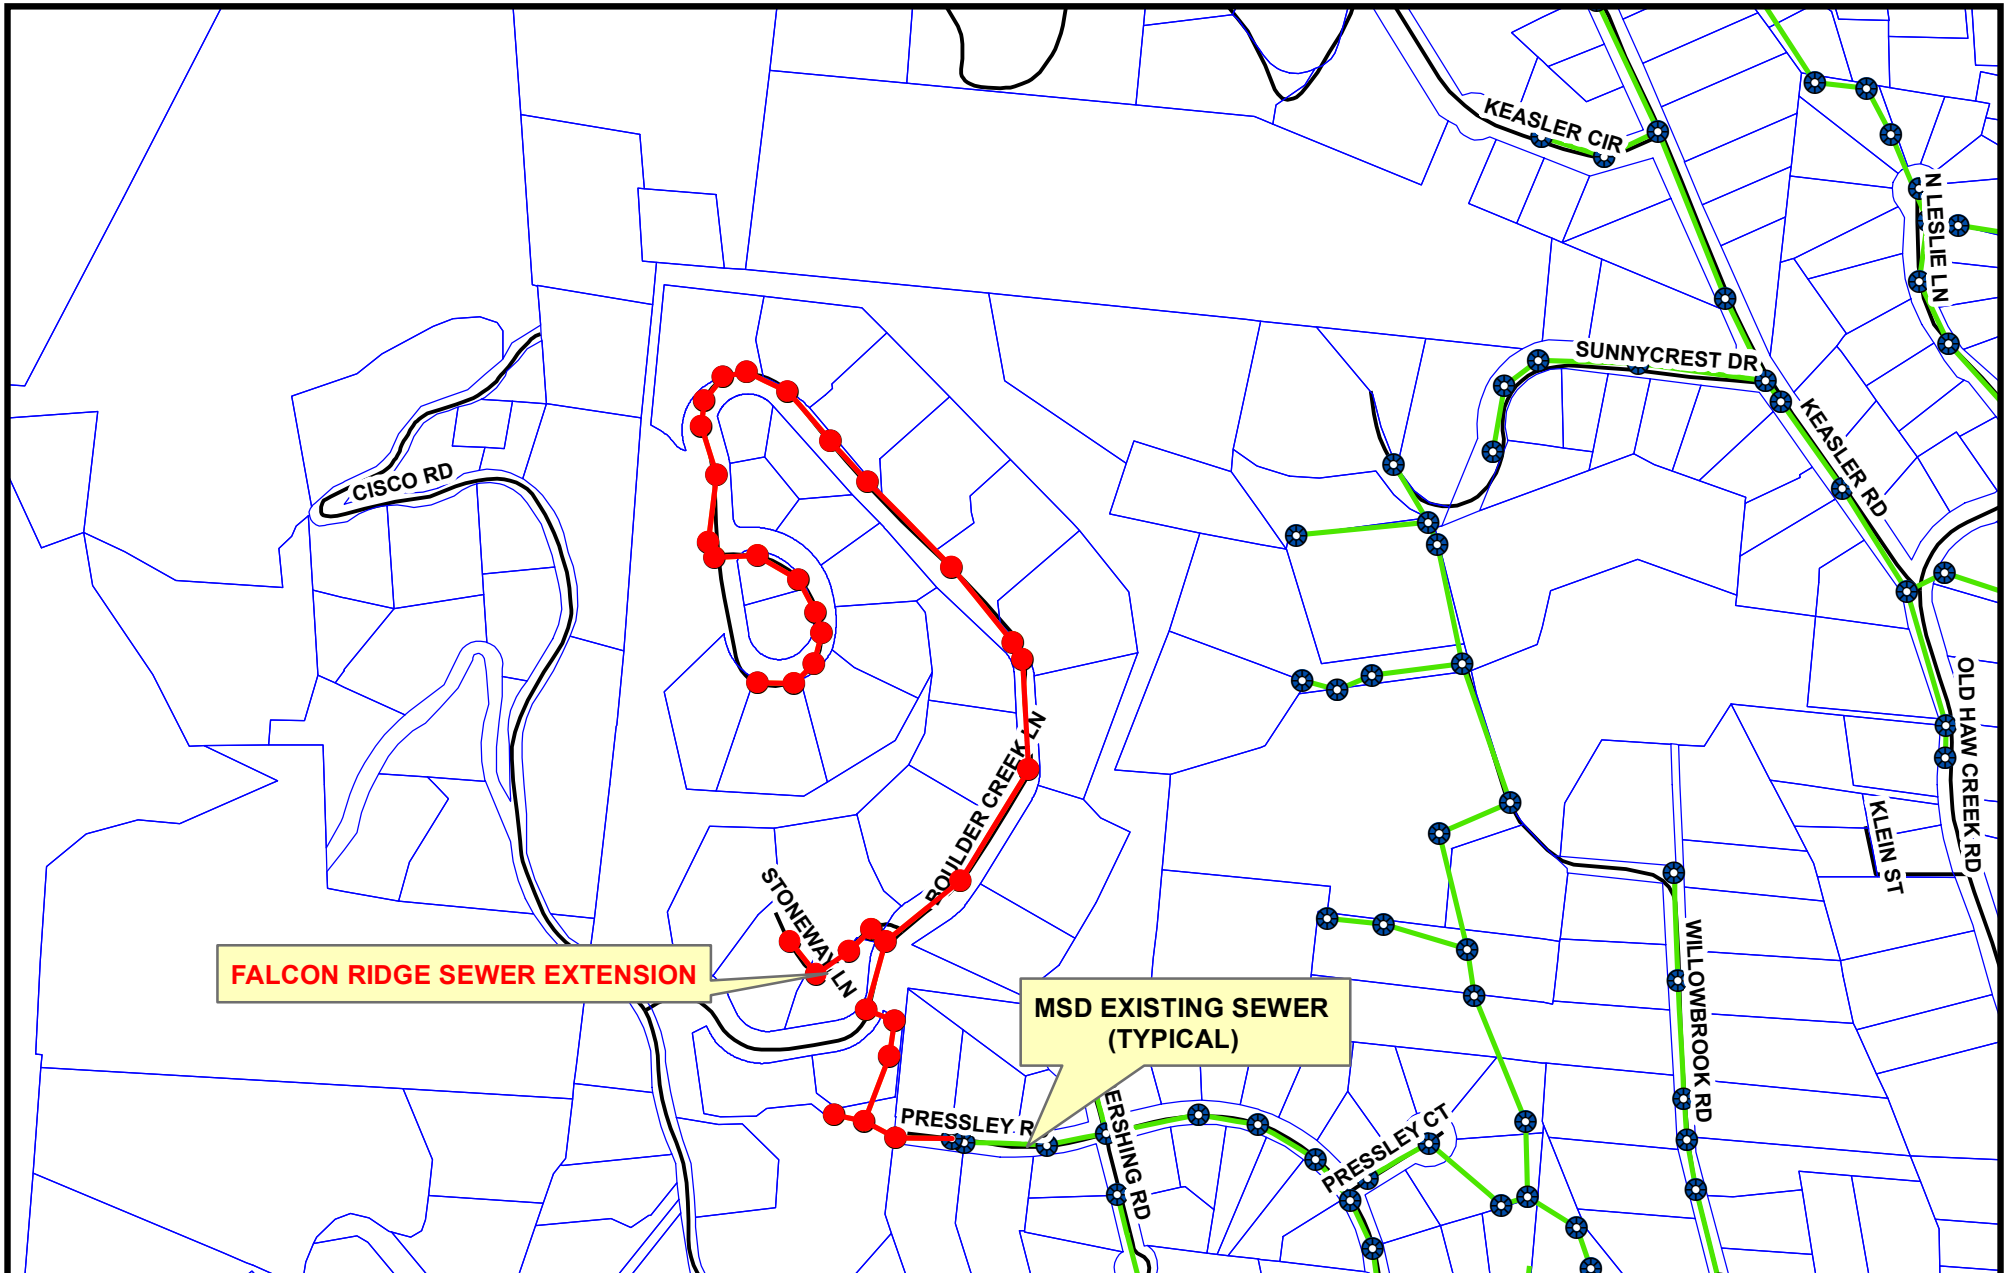 KEASLER CIR
N LESLIE LN
SUNNYCREST DR
KEASLER RD
CISCO RD
OLD HAW CREEK RD
BOULDER CREEK LN
KLEIN ST
STONEWAY LN
WILLOWBROOK RD
FALCON RIDGE SEWER EXTENSION
MSD EXISTING SEWER
(TYPICAL)
PRESSLEY R
ERSHING RD
PRESSLEY CT